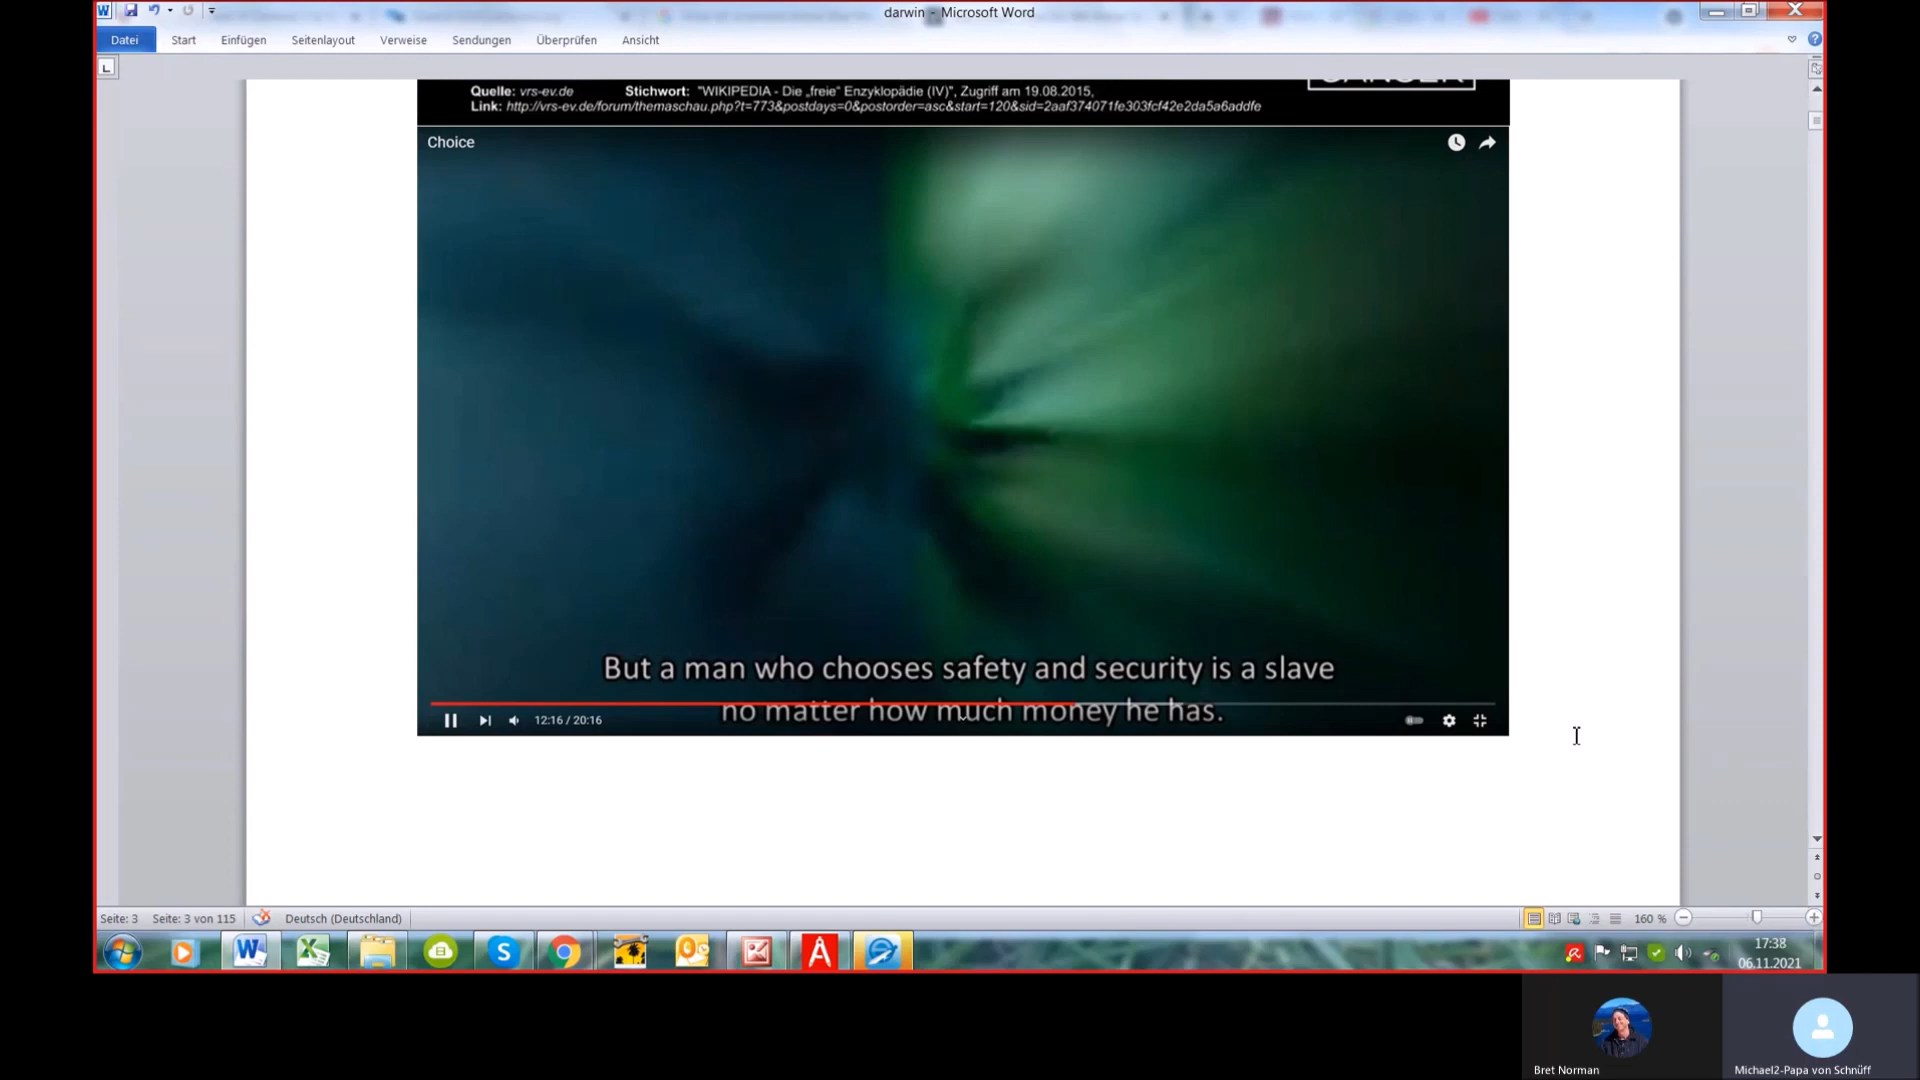 darwin - Microsoft Word
Datei Start Einfügen Seitenlayout Verweise Sendungen Überprüfen Ansicht
Quelle: vrs-ev.de Stichwort: "WIKIPEDIA - Die „freie“ Enzyklopädie (IV)", Zugriff am 19.08.2015,
Link: http://vrs-ev.de/forum/themaschau.php?t=773&postdays=0&postorder=asc&start=120&sid=2aaf374071fe303fcf42e2da5a6addfe
Choice
But a man who chooses safety and security is a slave
no matter how much money he has.
12:16 / 20:16
Seite: 3 Seite: 3 von 115 Deutsch (Deutschland) 160 %
17:38
06.11.2021
Bret Norman Michael2-Papa von Schnüff